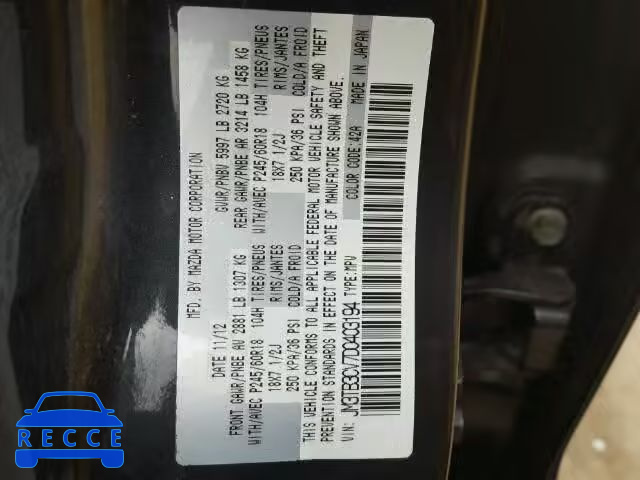 MFD. BY MAZDA MOTOR CORPORATION
DATE 11/12 GVWR/PNBV 5997 LB 2720 KG
FRONT GAWR/PNBE AV 2881 LB 1307 KG REAR GAWR/PNBE AR 3214 LB 1458 KG
WITH/AVEC P245/60R18 104H TIRES/PNEUS WITH/AVEC P245/60R18 104H TIRES/PNEUS
18X7 1/2J RIMS/JANTES 18X7 1/2J RIMS/JANTES
250 KPA/36 PSI COLD/A FROID 250 KPA/36 PSI COLD/A FROID
THIS VEHICLE CONFORMS TO ALL APPLICABLE FEDERAL MOTOR VEHICLE SAFETY AND THEFT
PREVENTION STANDARDS IN EFFECT ON THE DATE OF MANUFACTURE SHOWN ABOVE.
VIN: JM3TB3CV7D0403194 TYPE:MPV COLOR CODE: 42A MADE IN JAPAN
RECCE